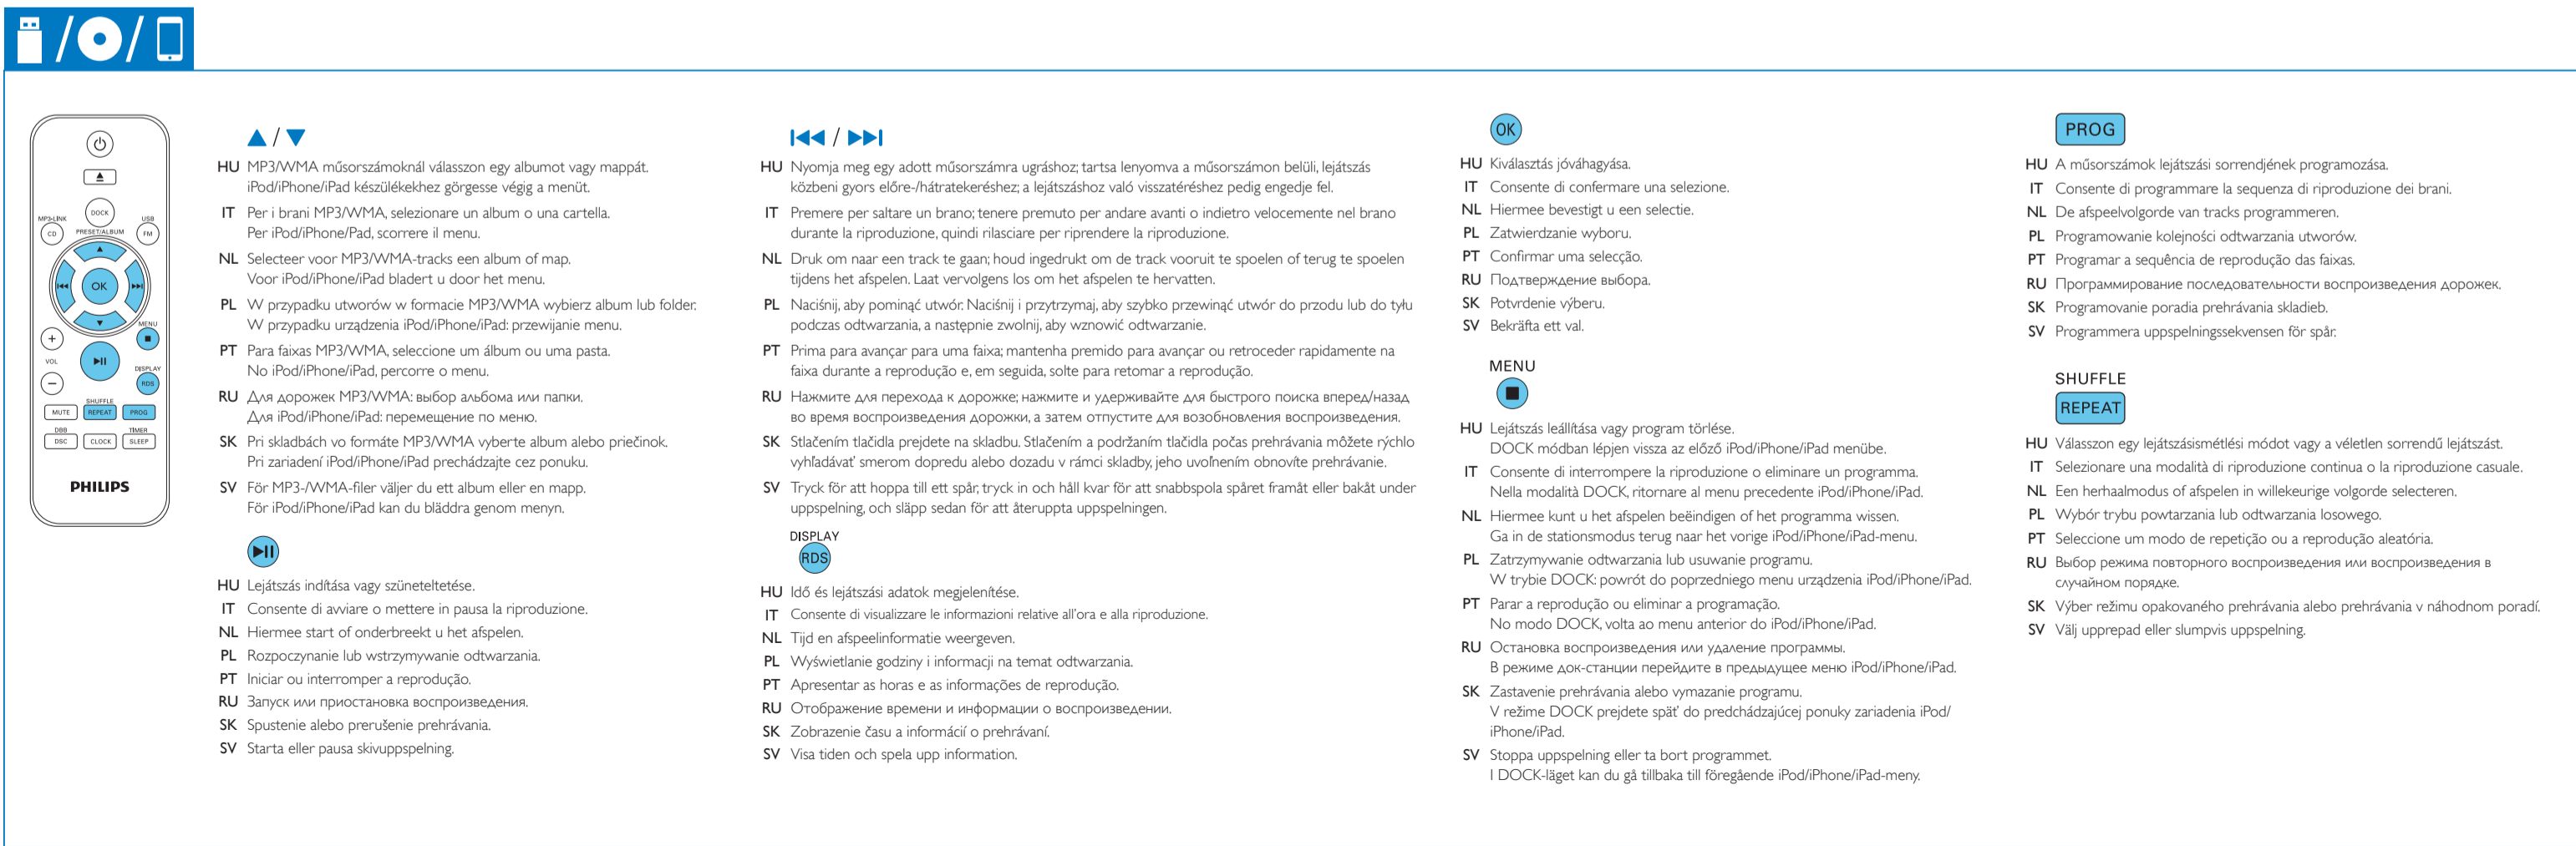 MP3-LINK
DOCK
USB
CD
PRESET/ALBUM
FM
OK
MENU
VOL
DISPLAY
RDS
SHUFFLE
MUTE
REPEAT
PROG
DBB
TIMER
DSC
CLOCK
SLEEP
PHILIPS
▲ / ▼
HU MP3/WMA műsorszámoknál válasszon egy albumot vagy mappát.
iPod/iPhone/iPad készülékekhez görgesse végig a menüt.
IT Per i brani MP3/WMA, selezionare un album o una cartella.
Per iPod/iPhone/Pad, scorrere il menu.
NL Selecteer voor MP3/WMA-tracks een album of map.
Voor iPod/iPhone/iPad bladert u door het menu.
PL W przypadku utworów w formacie MP3/WMA wybierz album lub folder.
W przypadku urządzenia iPod/iPhone/iPad: przewijanie menu.
PT Para faixas MP3/WMA, seleccione um álbum ou uma pasta.
No iPod/iPhone/iPad, percorre o menu.
RU Для дорожек MP3/WMA: выбор альбома или папки.
Для iPod/iPhone/iPad: перемещение по меню.
SK Pri skladbách vo formáte MP3/WMA vyberte album alebo priečinok.
Pri zariadení iPod/iPhone/iPad prechádzajte cez ponuku.
SV För MP3-/WMA-filer väljer du ett album eller en mapp.
För iPod/iPhone/iPad kan du bläddra genom menyn.
HU Lejátszás indítása vagy szüneteltetése.
IT Consente di avviare o mettere in pausa la riproduzione.
NL Hiermee start of onderbreekt u het afspelen.
PL Rozpoczynanie lub wstrzymywanie odtwarzania.
PT Iniciar ou interromper a reprodução.
RU Запуск или приостановка воспроизведения.
SK Spustenie alebo prerušenie prehrávania.
SV Starta eller pausa skivuppspelning.
HU Nyomja meg egy adott műsorszámra ugráshoz; tartsa lenyomva a műsorszámon belüli, lejátszás
közbeni gyors előre-/hátratekeréshez; a lejátszáshoz való visszatéréshez pedig engedje fel.
IT Premere per saltare un brano; tenere premuto per andare avanti o indietro velocemente nel brano
durante la riproduzione, quindi rilasciare per riprendere la riproduzione.
NL Druk om naar een track te gaan; houd ingedrukt om de track vooruit te spoelen of terug te spoelen
tijdens het afspelen. Laat vervolgens los om het afspelen te hervatten.
PL Naciśnij, aby pominąć utwór. Naciśnij i przytrzymaj, aby szybko przewinąć utwór do przodu lub do tyłu
podczas odtwarzania, a następnie zwolnij, aby wznowić odtwarzanie.
PT Prima para avançar para uma faixa; mantenha premido para avançar ou retroceder rapidamente na
faixa durante a reprodução e, em seguida, solte para retomar a reprodução.
RU Нажмите для перехода к дорожке; нажмите и удерживайте для быстрого поиска вперед/назад
во время воспроизведения дорожки, а затем отпустите для возобновления воспроизведения.
SK Stlačením tlačidla prejdete na skladbu. Stlačením a podržaním tlačidla počas prehrávania môžete rýchlo
vyhľadávať smerom dopredu alebo dozadu v rámci skladby, jeho uvoľnením obnovíte prehrávanie.
SV Tryck för att hoppa till ett spår, tryck in och håll kvar för att snabbspola spåret framåt eller bakåt under
uppspelning, och släpp sedan för att återuppta uppspelningen.
DISPLAY
RDS
HU Idő és lejátszási adatok megjelenítése.
IT Consente di visualizzare le informazioni relative all'ora e alla riproduzione.
NL Tijd en afspeelinformatie weergeven.
PL Wyświetlanie godziny i informacji na temat odtwarzania.
PT Apresentar as horas e as informações de reprodução.
RU Отображение времени и информации о воспроизведении.
SK Zobrazenie času a informácií o prehrávaní.
SV Visa tiden och spela upp information.
OK
HU Kiválasztás jóváhagyása.
IT Consente di confermare una selezione.
NL Hiermee bevestigt u een selectie.
PL Zatwierdzanie wyboru.
PT Confirmar uma selecção.
RU Подтверждение выбора.
SK Potvrdenie výberu.
SV Bekräfta ett val.
MENU
HU Lejátszás leállítása vagy program törlése.
DOCK módban lépjen vissza az előző iPod/iPhone/iPad menübe.
IT Consente di interrompere la riproduzione o eliminare un programma.
Nella modalità DOCK, ritornare al menu precedente iPod/iPhone/iPad.
NL Hiermee kunt u het afspelen beëindigen of het programma wissen.
Ga in de stationsmodus terug naar het vorige iPod/iPhone/iPad-menu.
PL Zatrzymywanie odtwarzania lub usuwanie programu.
W trybie DOCK: powrót do poprzedniego menu urządzenia iPod/iPhone/iPad.
PT Parar a reprodução ou eliminar a programação.
No modo DOCK, volta ao menu anterior do iPod/iPhone/iPad.
RU Остановка воспроизведения или удаление программы.
В режиме док-станции перейдите в предыдущее меню iPod/iPhone/iPad.
SK Zastavenie prehrávania alebo vymazanie programu.
V režime DOCK prejdete späť do predchádzajúcej ponuky zariadenia iPod/
iPhone/iPad.
SV Stoppa uppspelning eller ta bort programmet.
I DOCK-läget kan du gå tillbaka till föregående iPod/iPhone/iPad-meny.
PROG
HU A műsorszámok lejátszási sorrendjének programozása.
IT Consente di programmare la sequenza di riproduzione dei brani.
NL De afspeelvolgorde van tracks programmeren.
PL Programowanie kolejności odtwarzania utworów.
PT Programar a sequência de reprodução das faixas.
RU Программирование последовательности воспроизведения дорожек.
SK Programovanie poradia prehrávania skladieb.
SV Programmera uppspelningssekvensen för spår.
SHUFFLE
REPEAT
HU Válasszon egy lejátszásismétlési módot vagy a véletlen sorrendű lejátszást.
IT Selezionare una modalità di riproduzione continua o la riproduzione casuale.
NL Een herhaalmodus of afspelen in willekeurige volgorde selecteren.
PL Wybór trybu powtarzania lub odtwarzania losowego.
PT Seleccione um modo de repetição ou a reprodução aleatória.
RU Выбор режима повторного воспроизведения или воспроизведения в
случайном порядке.
SK Výber režimu opakovaného prehrávania alebo prehrávania v náhodnom poradí.
SV Välj upprepad eller slumpvis uppspelning.